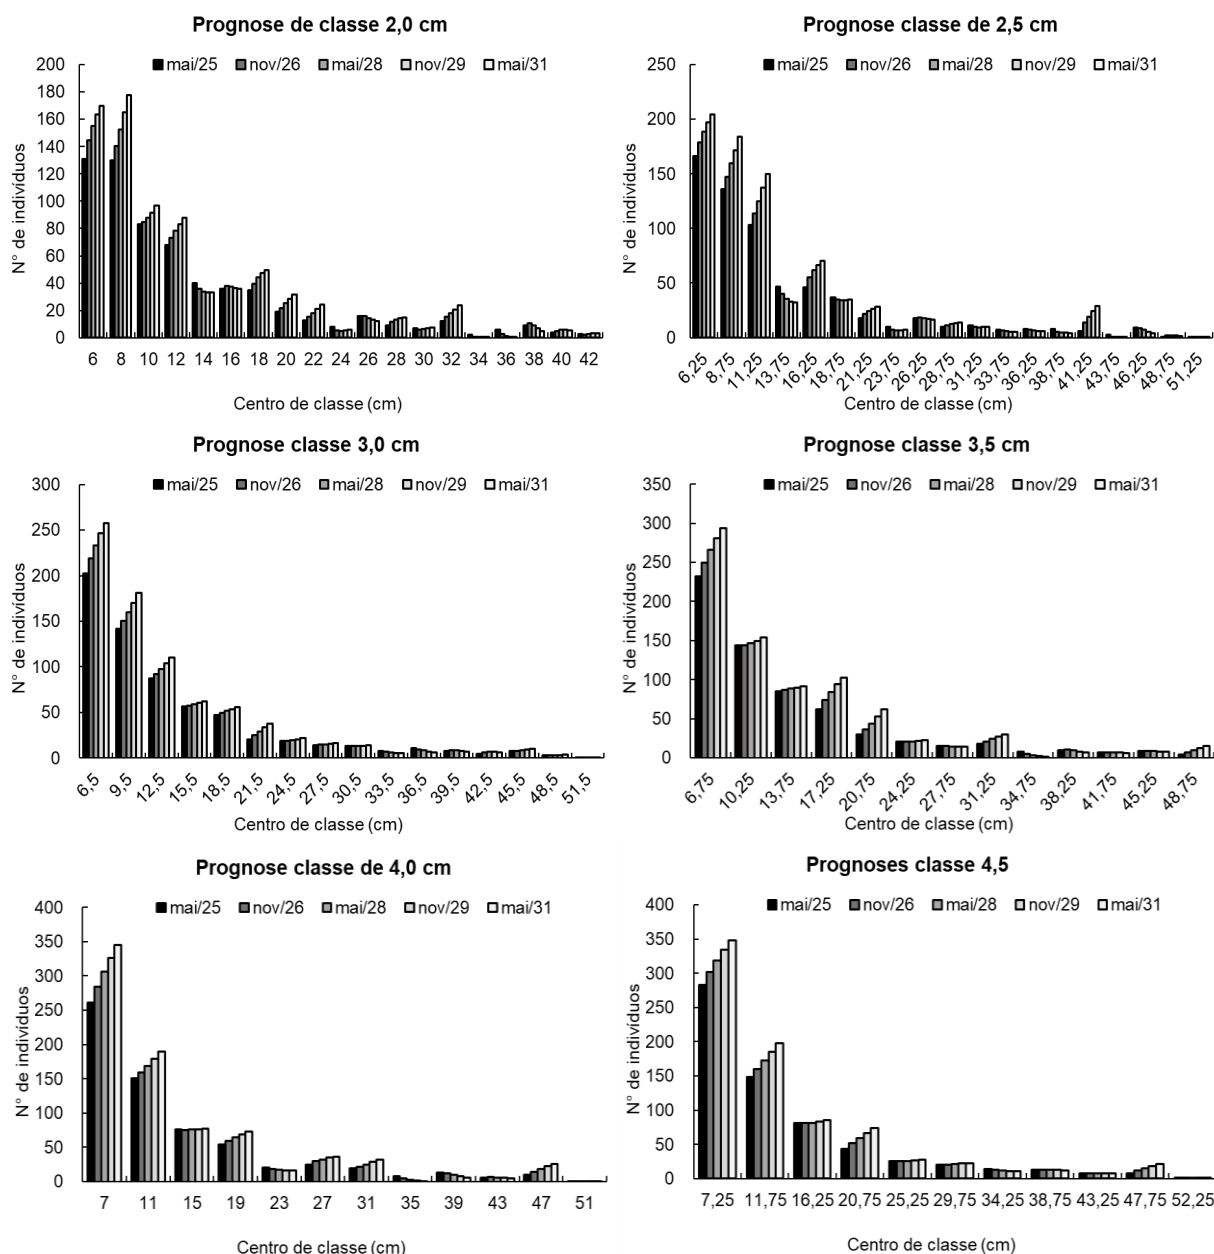 Prognose de classe 2,0 cm
mai/25 nov/26 mai/28 nov/29 mai/31
N° de indivíduos
200
180
160
140
120
100
80
60
40
20
0
6 8 10 12 14 16 18 20 22 24 26 28 30 32 34 36 38 40 42
Centro de classe (cm)
Prognose classe de 2,5 cm
mai/25 nov/26 mai/28 nov/29 mai/31
N° de indivíduos
250
200
150
100
50
0
6,25 8,75 11,25 13,75 16,25 18,75 21,25 23,75 26,25 28,75 31,25 33,75 36,25 38,75 41,25 43,75 46,25 48,75 51,25
Centro de classe (cm)
Prognose classe 3,0 cm
mai/25 nov/26 mai/28 nov/29 mai/31
N° de indivíduos
300
250
200
150
100
50
0
6,5 9,5 12,5 15,5 18,5 21,5 24,5 27,5 30,5 33,5 36,5 39,5 42,5 45,5 48,5 51,5
Centro de classe (cm)
Prognose classe 3,5 cm
mai/25 nov/26 mai/28 nov/29 mai/31
N° de indivíduos
350
300
250
200
150
100
50
0
6,75 10,25 13,75 17,25 20,75 24,25 27,75 31,25 34,75 38,25 41,75 45,25 48,75
Centro de classe (cm)
Prognose classe de 4,0 cm
mai/25 nov/26 mai/28 nov/29 mai/31
N° de indivíduos
400
350
300
250
200
150
100
50
0
7 11 15 19 23 27 31 35 39 43 47 51
Centro de classe (cm)
Prognoses classe 4,5
mai/25 nov/26 mai/28 nov/29 mai/31
N° de indivíduos
400
350
300
250
200
150
100
50
0
7,25 11,75 16,25 20,75 25,25 29,75 34,25 38,75 43,25 47,75 52,25
Centro de classe (cm)